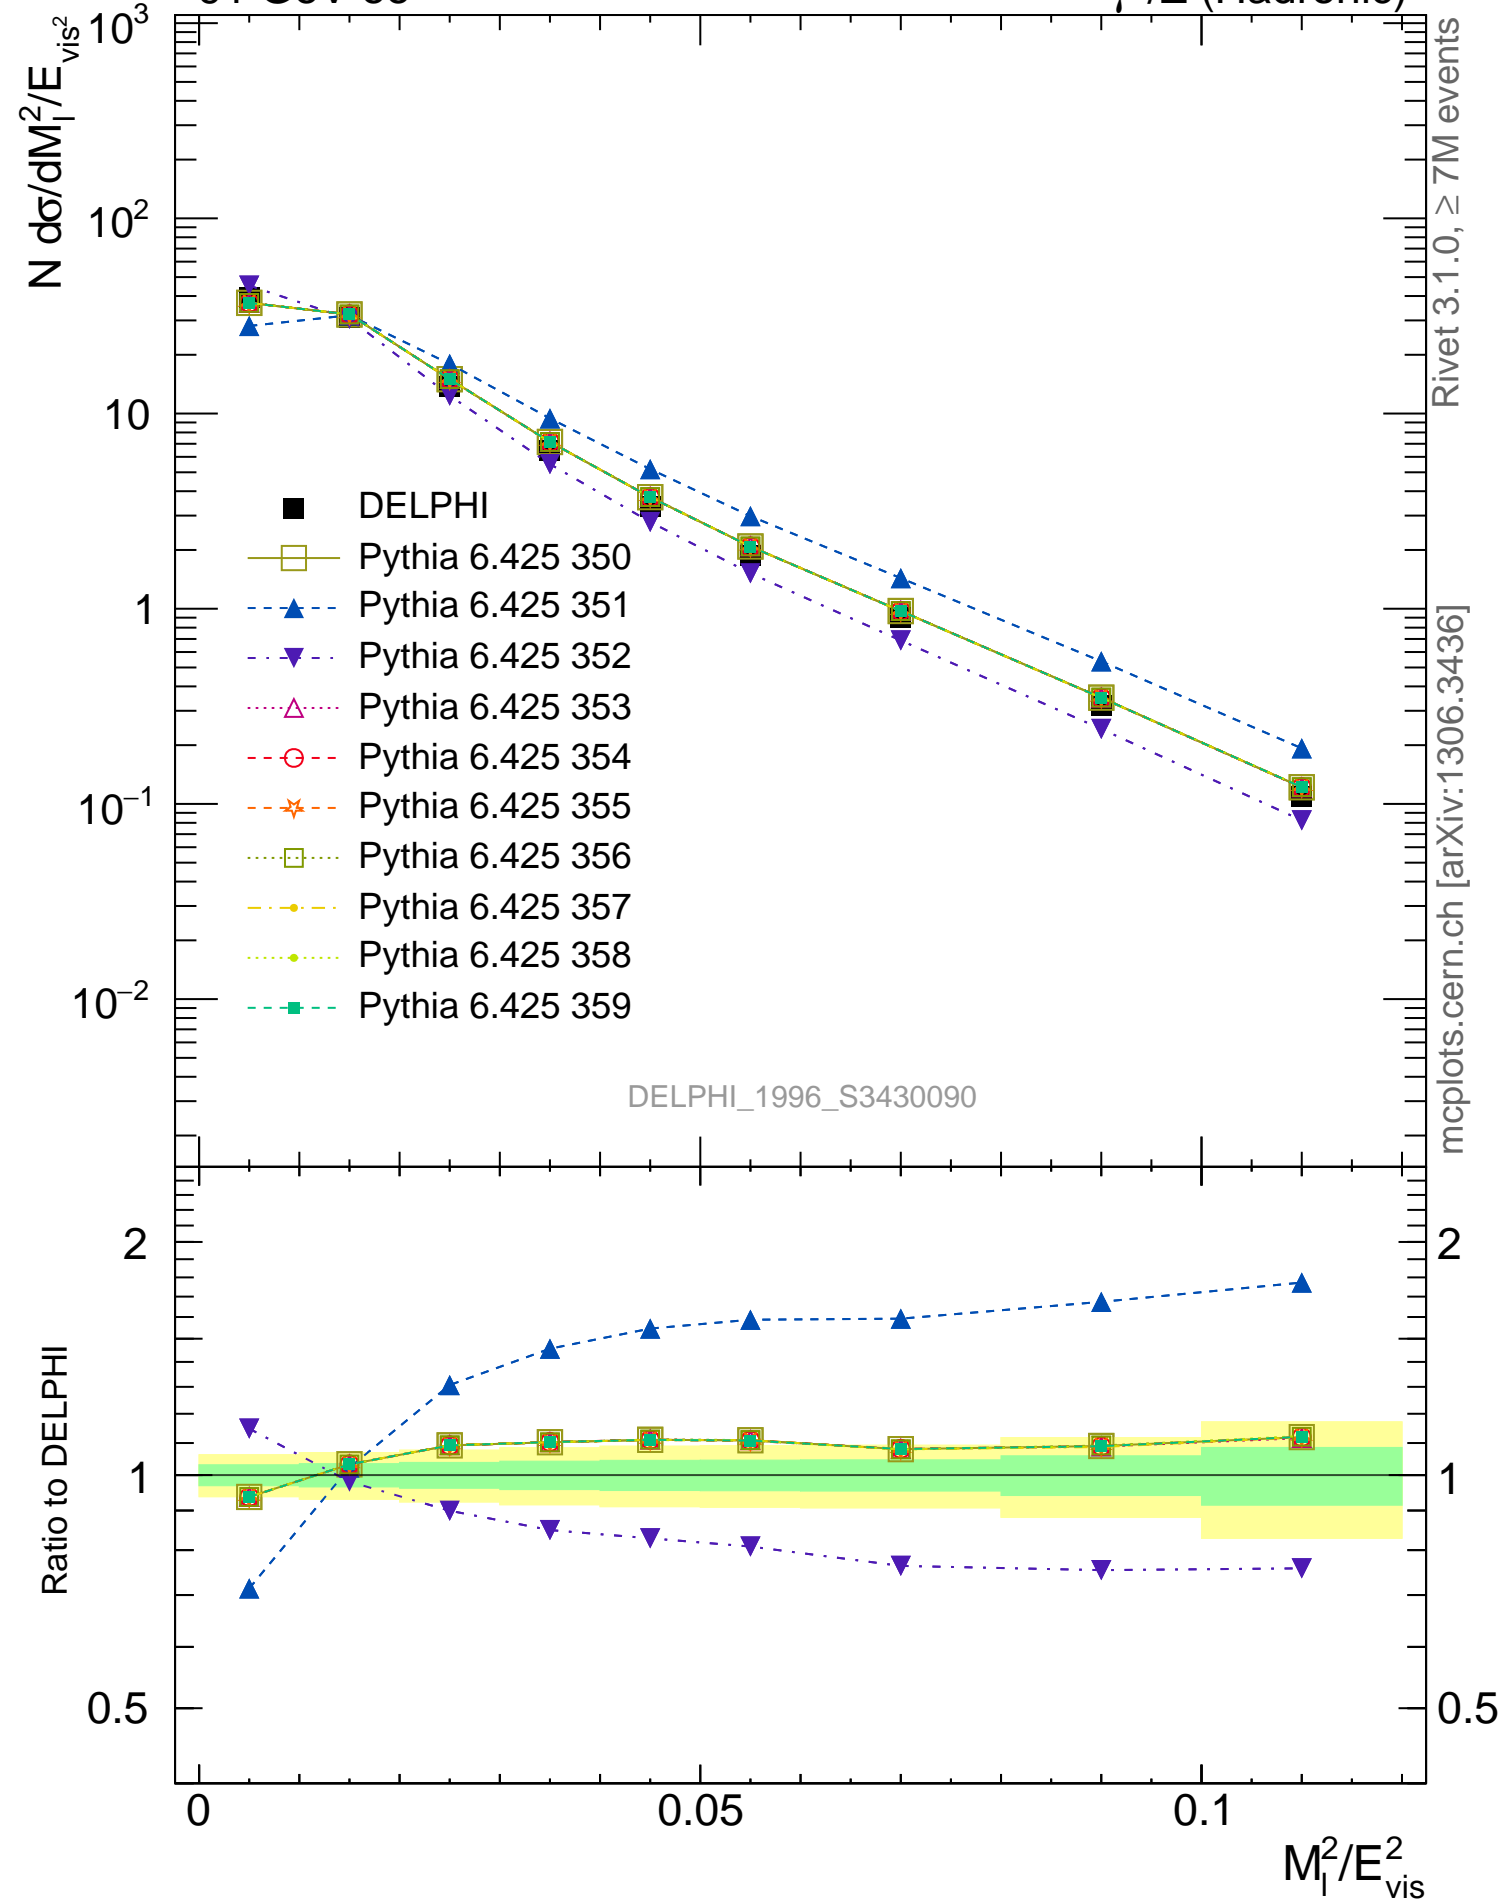 N dσ/dM_l^2/E_vis^2
10^3
10^2
10
1
10^−1
10^−2
DELPHI
Pythia 6.425 350
Pythia 6.425 351
Pythia 6.425 352
Pythia 6.425 353
Pythia 6.425 354
Pythia 6.425 355
Pythia 6.425 356
Pythia 6.425 357
Pythia 6.425 358
Pythia 6.425 359
DELPHI_1996_S3430090
Rivet 3.1.0, ≥ 7M events
mcplots.cern.ch [arXiv:1306.3436]
Ratio to DELPHI
2
1
0.5
2
1
0.5
0
0.05
0.1
M_l^2/E_vis^2